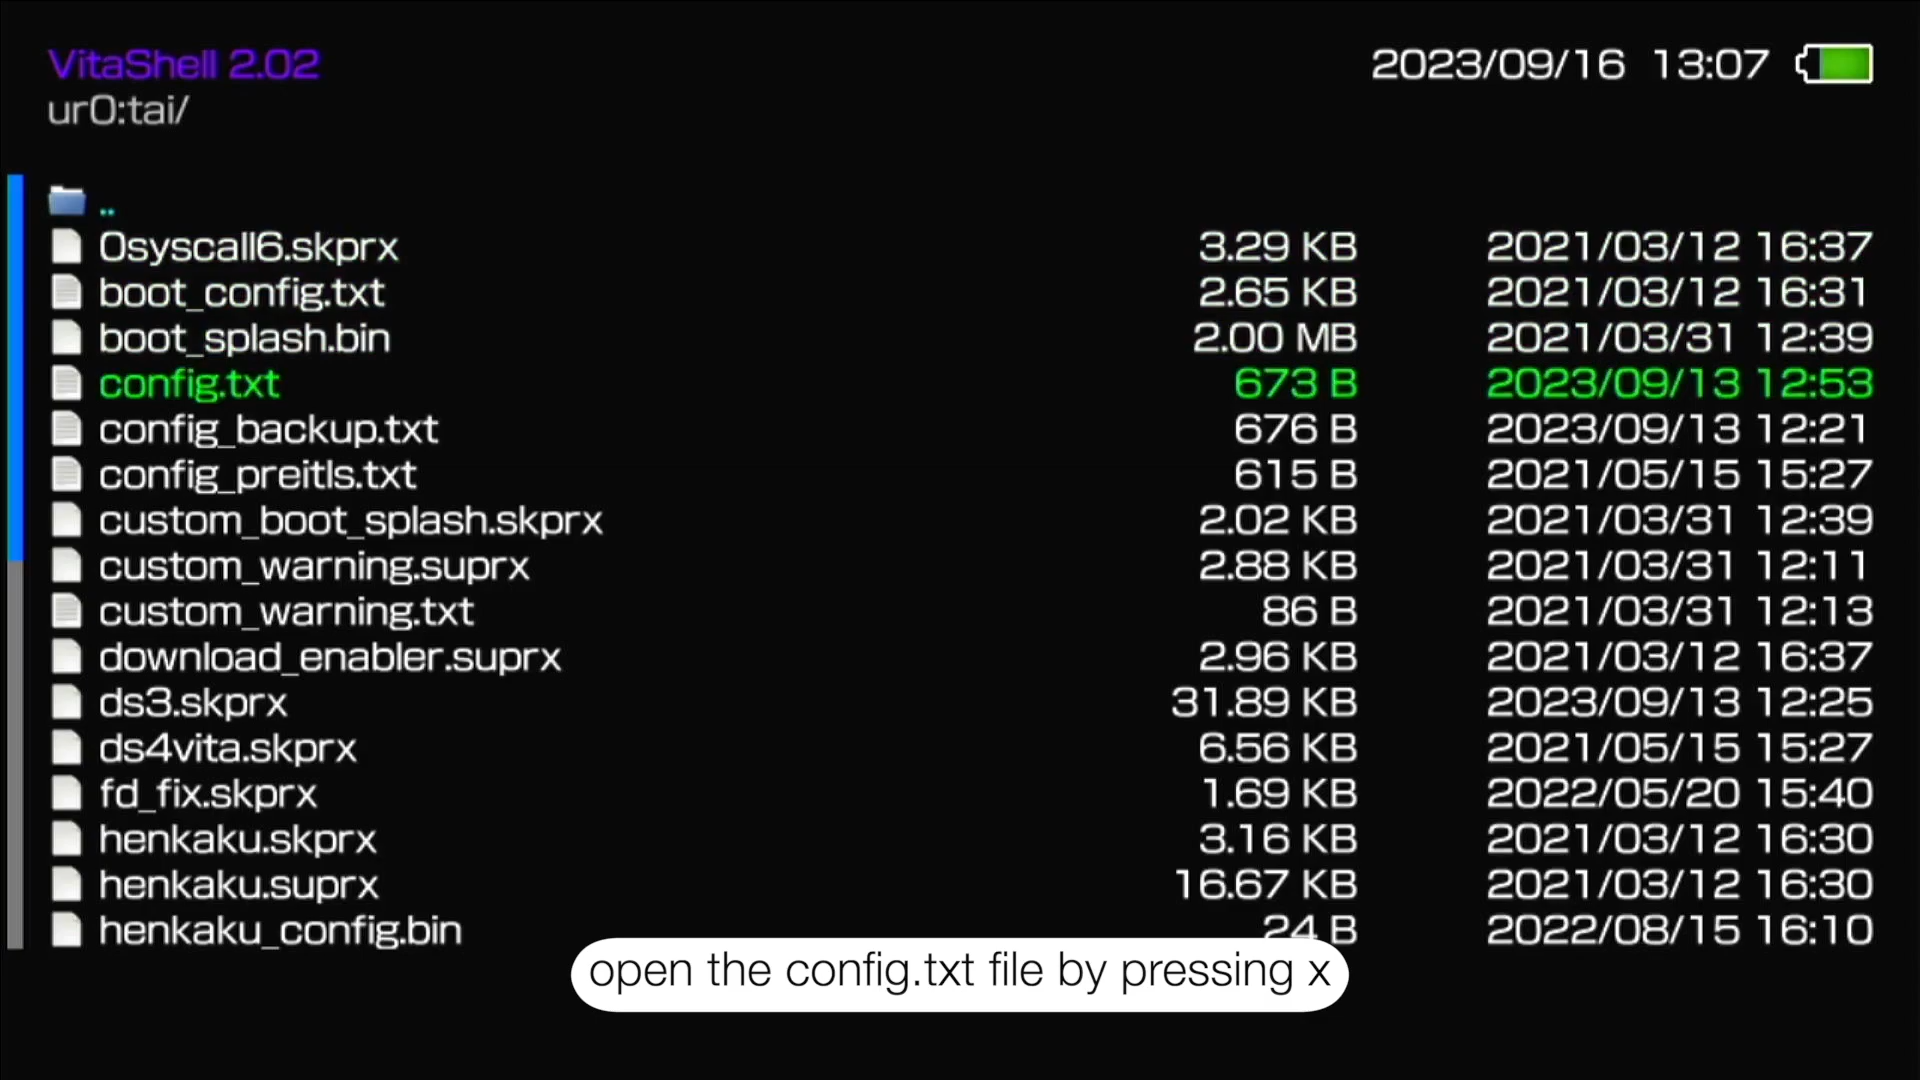 VitaShell 2.02 2023/09/16 13:07
ur0:tai/
..
0syscall6.skprx 3.29 KB 2021/03/12 16:37
boot_config.txt 2.65 KB 2021/03/12 16:31
boot_splash.bin 2.00 MB 2021/03/31 12:39
config.txt 673 B 2023/09/13 12:53
config_backup.txt 676 B 2023/09/13 12:21
config_preitls.txt 615 B 2021/05/15 15:27
custom_boot_splash.skprx 2.02 KB 2021/03/31 12:39
custom_warning.suprx 2.88 KB 2021/03/31 12:11
custom_warning.txt 86 B 2021/03/31 12:13
download_enabler.suprx 2.96 KB 2021/03/12 16:37
ds3.skprx 31.89 KB 2023/09/13 12:25
ds4vita.skprx 6.56 KB 2021/05/15 15:27
fd_fix.skprx 1.69 KB 2022/05/20 15:40
henkaku.skprx 3.16 KB 2021/03/12 16:30
henkaku.suprx 16.67 KB 2021/03/12 16:30
henkaku_config.bin 24 B 2022/08/15 16:10
open the config.txt file by pressing x